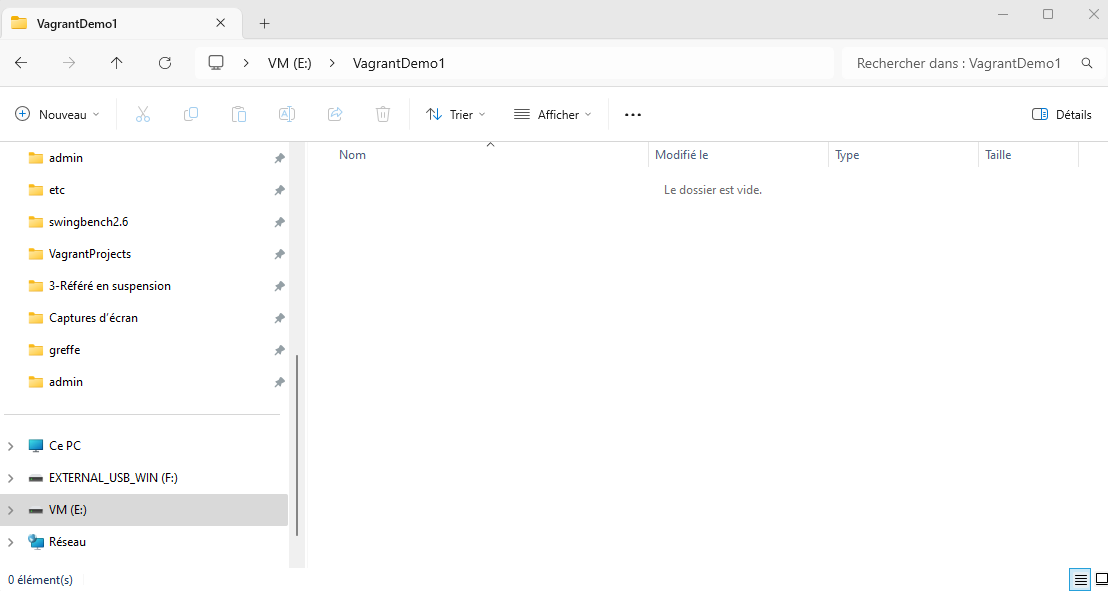 VagrantDemo1
VM (E:) VagrantDemo1
Rechercher dans : VagrantDemo1
Nouveau
Trier
Afficher
Détails
Nom Modifié le Type Taille
Le dossier est vide.
admin
etc
swingbench2.6
VagrantProjects
3-Référé en suspension
Captures d'écran
greffe
admin
Ce PC
EXTERNAL_USB_WIN (F:)
VM (E:)
Réseau
0 élément(s)